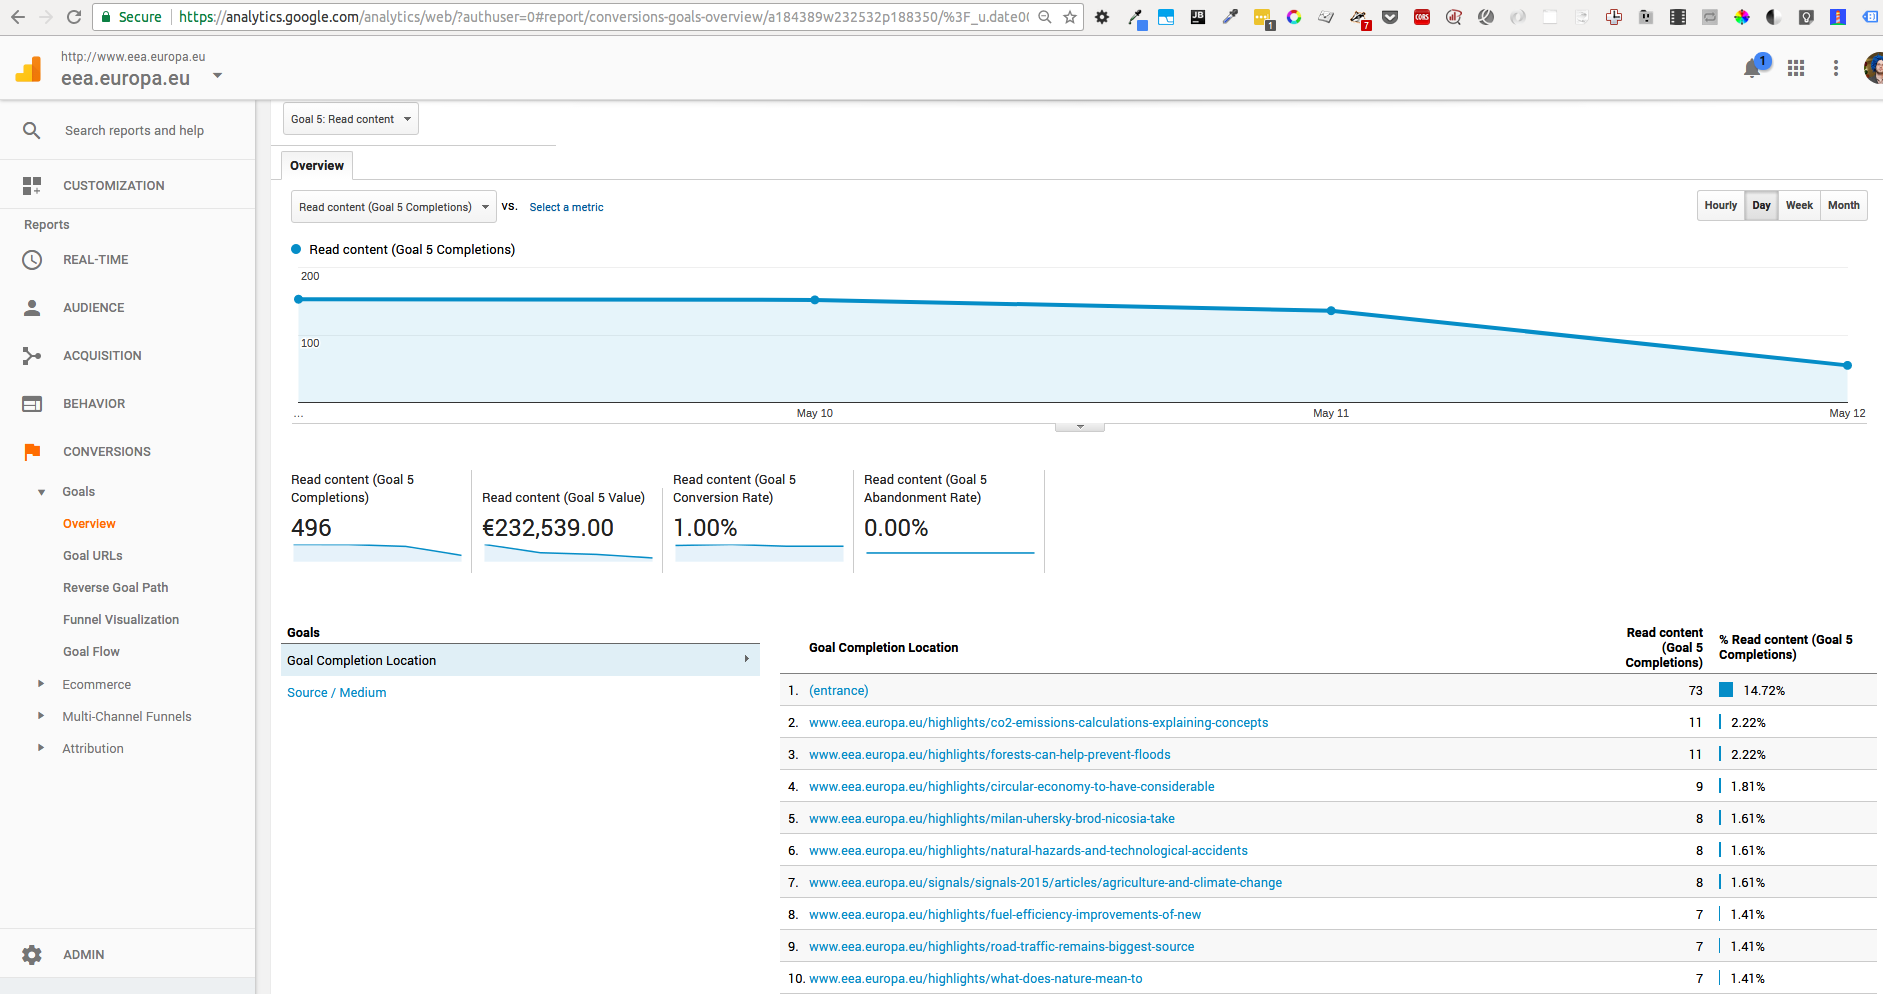 Secure https://analytics.google.com/analytics/web/?authuser=0#report/conversions-goals-overview/a184389w232532p188350/%3F_u.date00
1
JB
7
CORS
http://www.eea.europa.eu
eea.europa.eu
1
Search reports and help
CUSTOMIZATION
Reports
REAL-TIME
AUDIENCE
ACQUISITION
BEHAVIOR
CONVERSIONS
Goals
Overview
Goal URLs
Reverse Goal Path
Funnel Visualization
Goal Flow
Ecommerce
Multi-Channel Funnels
Attribution
ADMIN
Goal 5: Read content
Overview
Read content (Goal 5 Completions) VS. Select a metric
Hourly Day Week Month
Read content (Goal 5 Completions)
200
100
... May 10 May 11 May 12
Read content (Goal 5 Completions)
496
Read content (Goal 5 Value)
€232,539.00
Read content (Goal 5 Conversion Rate)
1.00%
Read content (Goal 5 Abandonment Rate)
0.00%
Goals
Goal Completion Location
Source / Medium
Goal Completion Location Read content (Goal 5 Completions) % Read content (Goal 5 Completions)
1. (entrance) 73 14.72%
2. www.eea.europa.eu/highlights/co2-emissions-calculations-explaining-concepts 11 2.22%
3. www.eea.europa.eu/highlights/forests-can-help-prevent-floods 11 2.22%
4. www.eea.europa.eu/highlights/circular-economy-to-have-considerable 9 1.81%
5. www.eea.europa.eu/highlights/milan-uhersky-brod-nicosia-take 8 1.61%
6. www.eea.europa.eu/highlights/natural-hazards-and-technological-accidents 8 1.61%
7. www.eea.europa.eu/signals/signals-2015/articles/agriculture-and-climate-change 8 1.61%
8. www.eea.europa.eu/highlights/fuel-efficiency-improvements-of-new 7 1.41%
9. www.eea.europa.eu/highlights/road-traffic-remains-biggest-source 7 1.41%
10. www.eea.europa.eu/highlights/what-does-nature-mean-to 7 1.41%